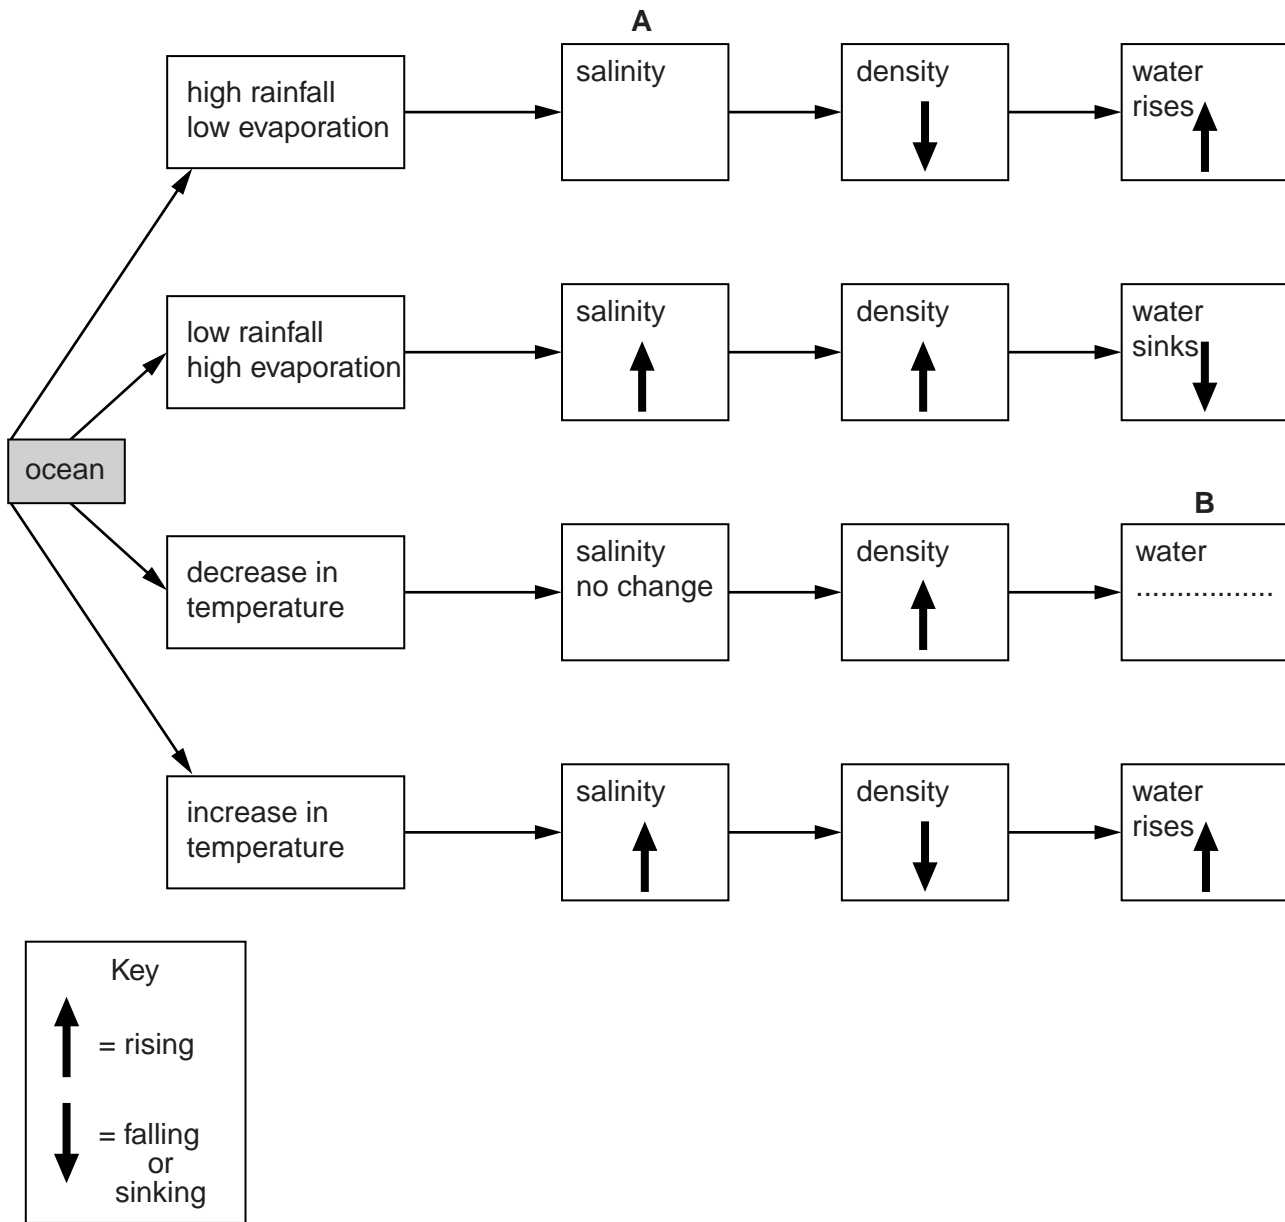 A
high rainfall
low evaporation
salinity
density
water
rises
low rainfall
high evaporation
salinity
density
water
sinks
ocean
B
decrease in
temperature
salinity
no change
density
water
.................
increase in
temperature
salinity
density
water
rises
Key
= rising
= falling
or
sinking